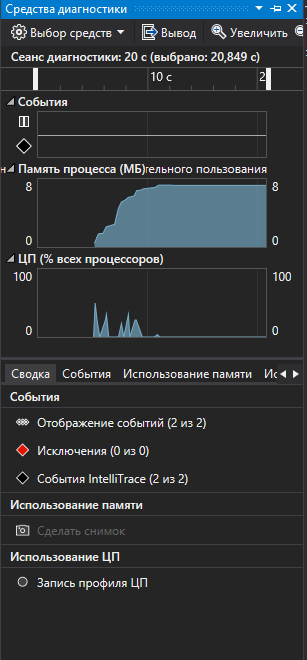 Средства диагностики
Выбор средств Вывод Увеличить
Сеанс диагностики: 20 с (выбрано: 20,849 с)
10 с 2
События
Память процесса (МБ) тельного пользования
8 8
0 0
ЦП (% всех процессоров)
100 100
0 0
Сводка События Использование памяти Ис
События
Отображение событий (2 из 2)
Исключения (0 из 0)
События IntelliTrace (2 из 2)
Использование памяти
Сделать снимок
Использование ЦП
Запись профиля ЦП